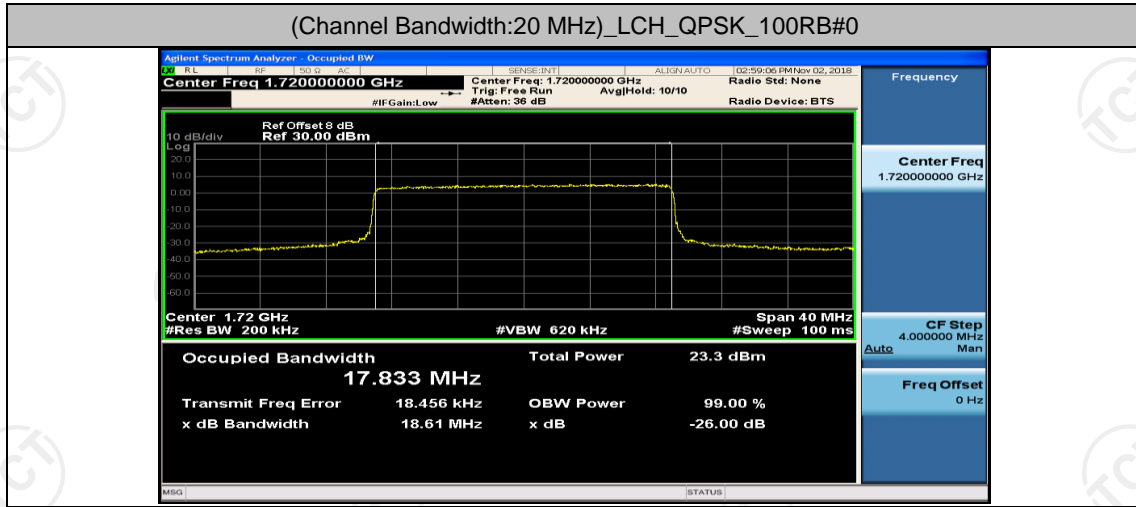 (Channel Bandwidth:20 MHz)_LCH_QPSK_100RB#0
Agilent Spectrum Analyzer - Occupied BW
LXI RL RF 50 Ω AC SENSE:INT ALIGN AUTO 02:59:06 PM Nov 02, 2018
Center Freq 1.720000000 GHz
Center Freq: 1.720000000 GHz
Radio Std: None
Trig: Free Run Avg|Hold: 10/10
#IFGain:Low
#Atten: 36 dB
Radio Device: BTS
Frequency
Ref Offset 8 dB
10 dB/div Ref 30.00 dBm
Log
20.0
10.0
0.00
-10.0
-20.0
-30.0
-40.0
-50.0
-60.0
Center 1.72 GHz
Span 40 MHz
#Res BW 200 kHz
#VBW 620 kHz
#Sweep 100 ms
Center Freq
1.720000000 GHz
CF Step
4.000000 MHz
Auto Man
Freq Offset
0 Hz
Occupied Bandwidth
17.833 MHz
Total Power 23.3 dBm
Transmit Freq Error 18.456 kHz
OBW Power 99.00 %
x dB Bandwidth 18.61 MHz
x dB -26.00 dB
MSG
STATUS